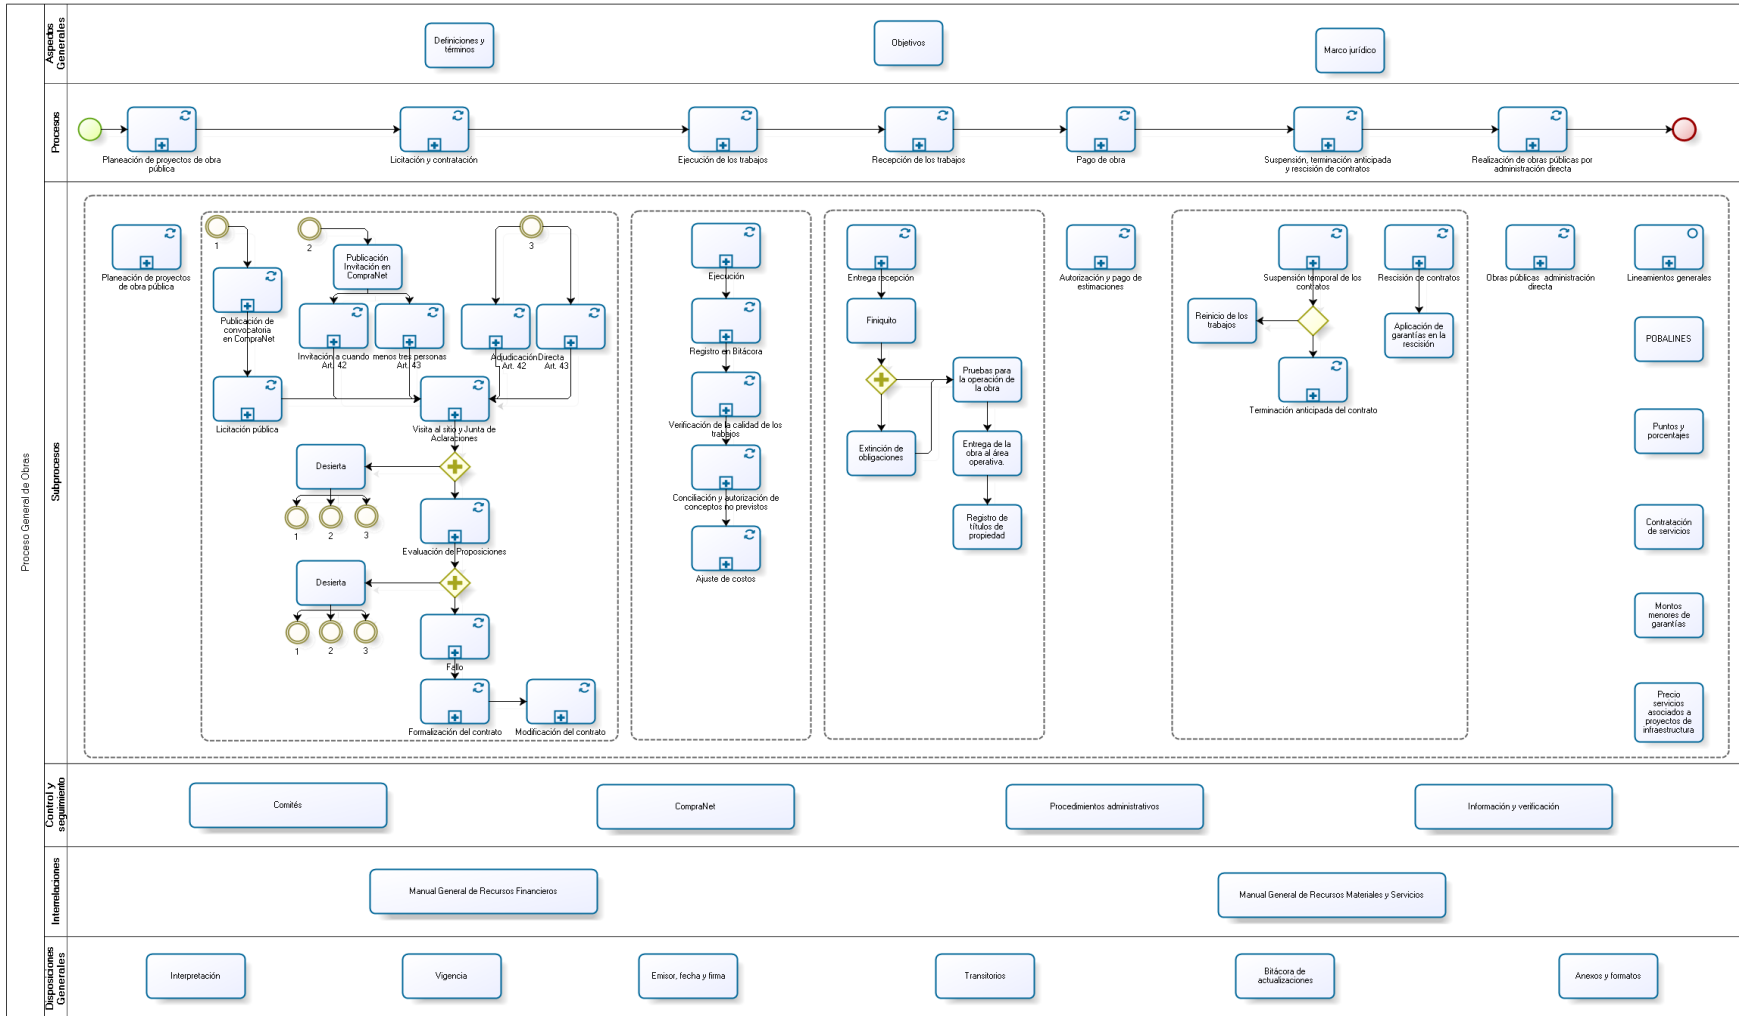 Proceso General de Obras
Aspectos
Generales
Definiciones y
términos
Objetivos
Marco jurídico
Procesos
Planeación de proyectos de obra
pública
Licitación y contratación
Ejecución de los trabajos
Recepción de los trabajos
Pago de obra
Suspensión, terminación anticipada
y rescisión de contratos
Realización de obras públicas por
administración directa
Subprocesos
Planeación de proyectos
de obra pública
1
2
3
Publicación
Invitación en
CompraNet
Publicación de
convocatoria
en CompraNet
Invitación a cuando
Art. 42
menos tres personas
Art. 43
Adjudicación
Art. 42
Directa
Art. 43
Licitación pública
Visita al sitio y Junta de
Aclaraciones
Desierta
1
2
3
Evaluación de Proposiciones
Desierta
1
2
3
Fallo
Formalización del contrato
Modificación del contrato
Ejecución
Registro en Bitácora
Verificación de la calidad de los
trabajos
Conciliación y autorización de
conceptos no previstos
Ajuste de costos
Entrega recepción
Finiquito
Extinción de
obligaciones
Pruebas para
la operación de
la obra
Entrega de la
obra al área
operativa.
Registro de
títulos de
propiedad
Autorización y pago de
estimaciones
Suspensión temporal de los
contratos
Reinicio de los
trabajos
Terminación anticipada del contrato
Rescisión de contratos
Aplicación de
garantías en la
rescisión
Obras públicas administración
directa
Lineamientos generales
POBALINES
Puntos y
porcentajes
Contratación
de servicios
Montos
menores de
garantías
Precio
servicios
asociados a
proyectos de
infraestructura
Control y
seguimiento
Comités
CompraNet
Procedimientos administrativos
Información y verificación
Interrelaciones
Manual General de Recursos Financieros
Manual General de Recursos Materiales y Servicios
Disposiciones
Generales
Interpretación
Vigencia
Emisor, fecha y firma
Transitorios
Bitácora de
actualizaciones
Anexos y formatos